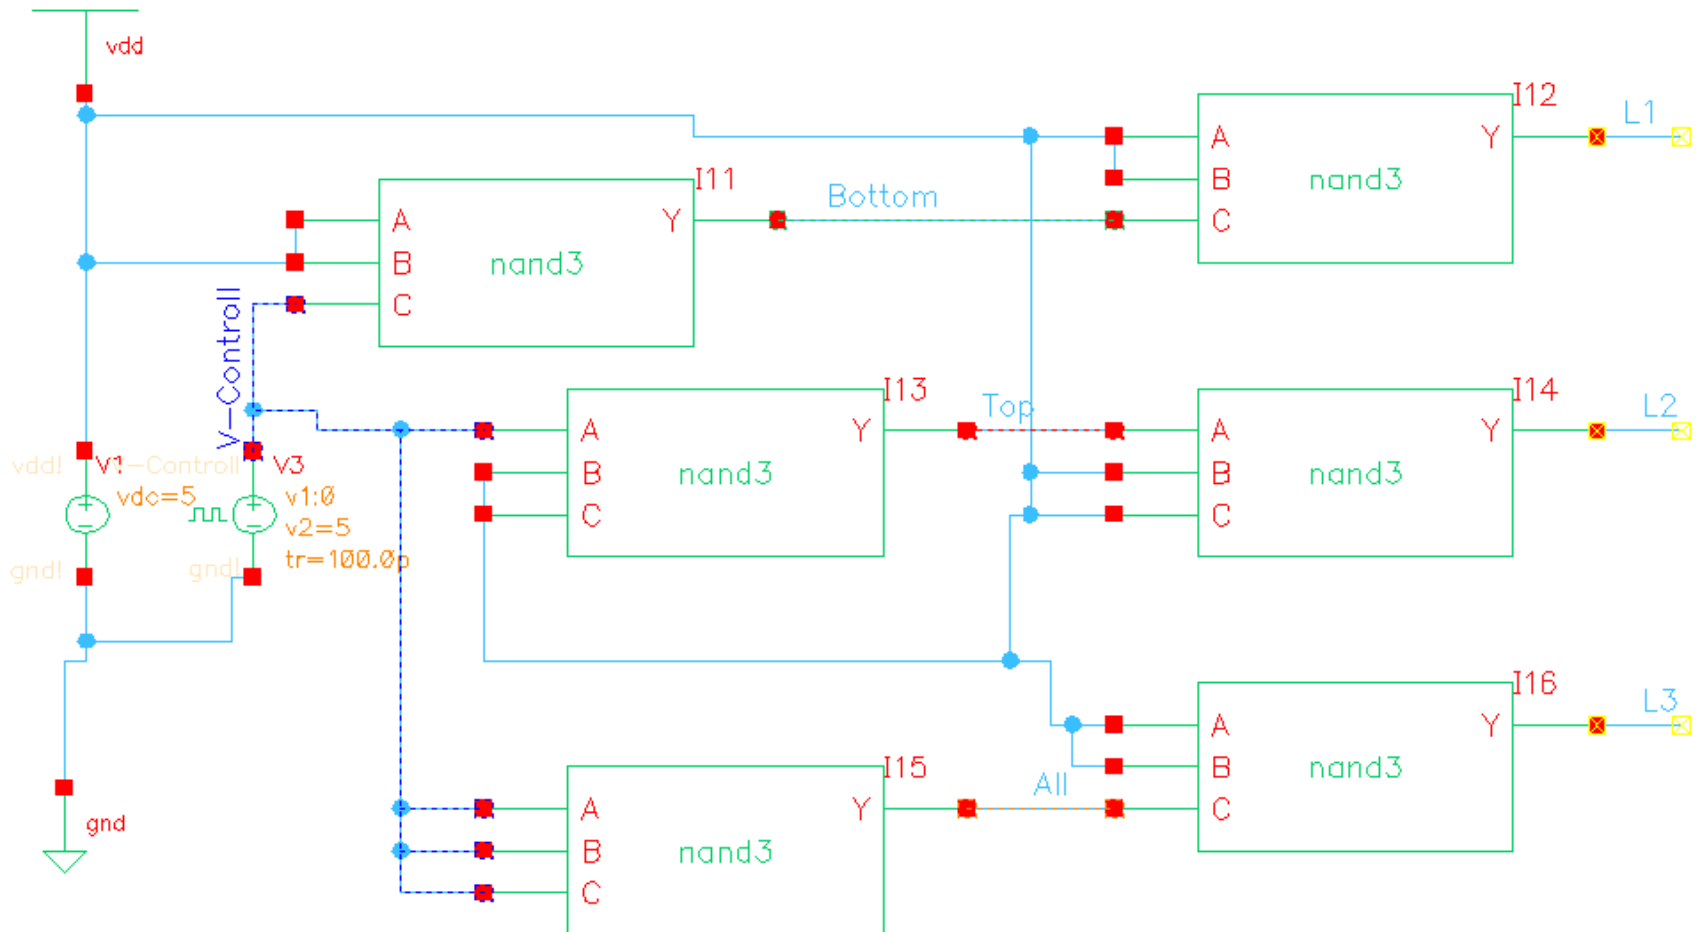 vdd
I12
L1
A
Y
B
nand3
C
I11
Bottom
A
Y
B
nand3
C
V-Controll
I13
Top
I14
L2
A
Y
A
Y
B
nand3
B
nand3
C
C
vdd!
V1
V-Controll
V3
vdc=5
v1:0
v2=5
tr=100.0p
gnd!
gnd!
I16
L3
A
Y
B
nand3
C
I15
All
A
Y
B
nand3
C
gnd